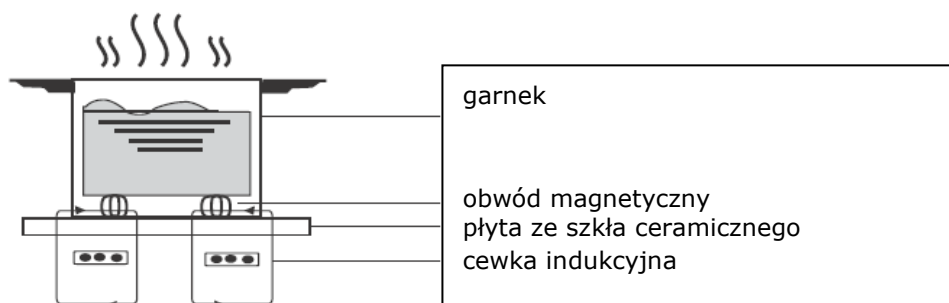 garnek
obwód magnetyczny
płyta ze szkła ceramicznego
cewka indukcyjna